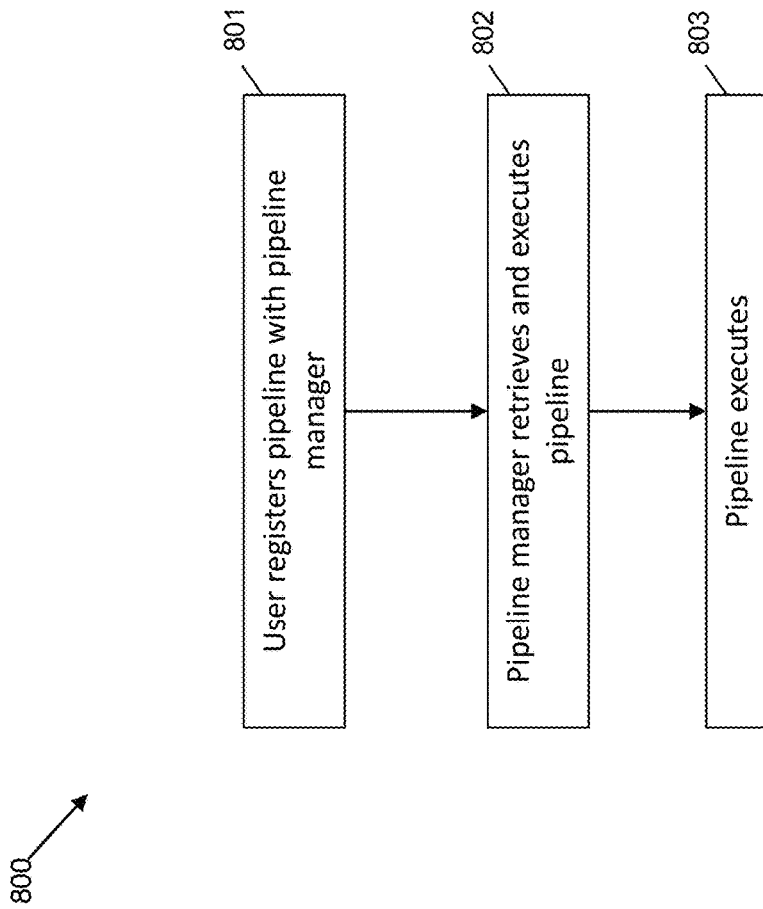 800
801
User registers pipeline with pipeline
manager
802
Pipeline manager retrieves and executes
pipeline
803
Pipeline executes